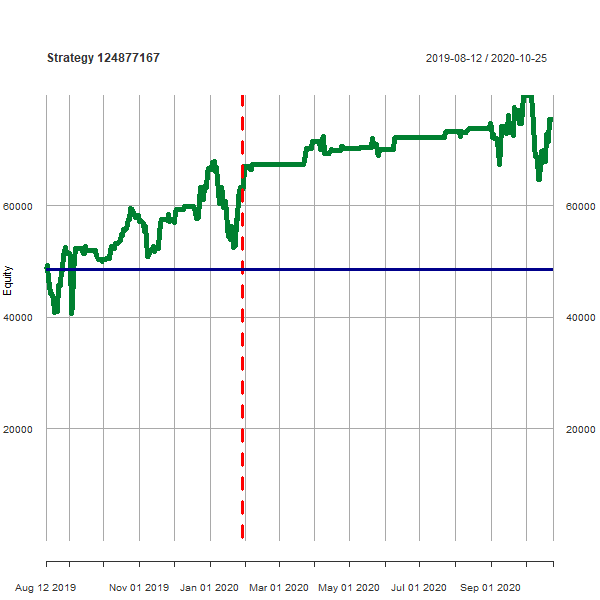 Strategy 124877167
2019-08-12 / 2020-10-25
60000
60000
Equity
40000
40000
20000
20000
Aug 12 2019
Nov 01 2019
Jan 01 2020
Mar 01 2020
May 01 2020
Jul 01 2020
Sep 01 2020